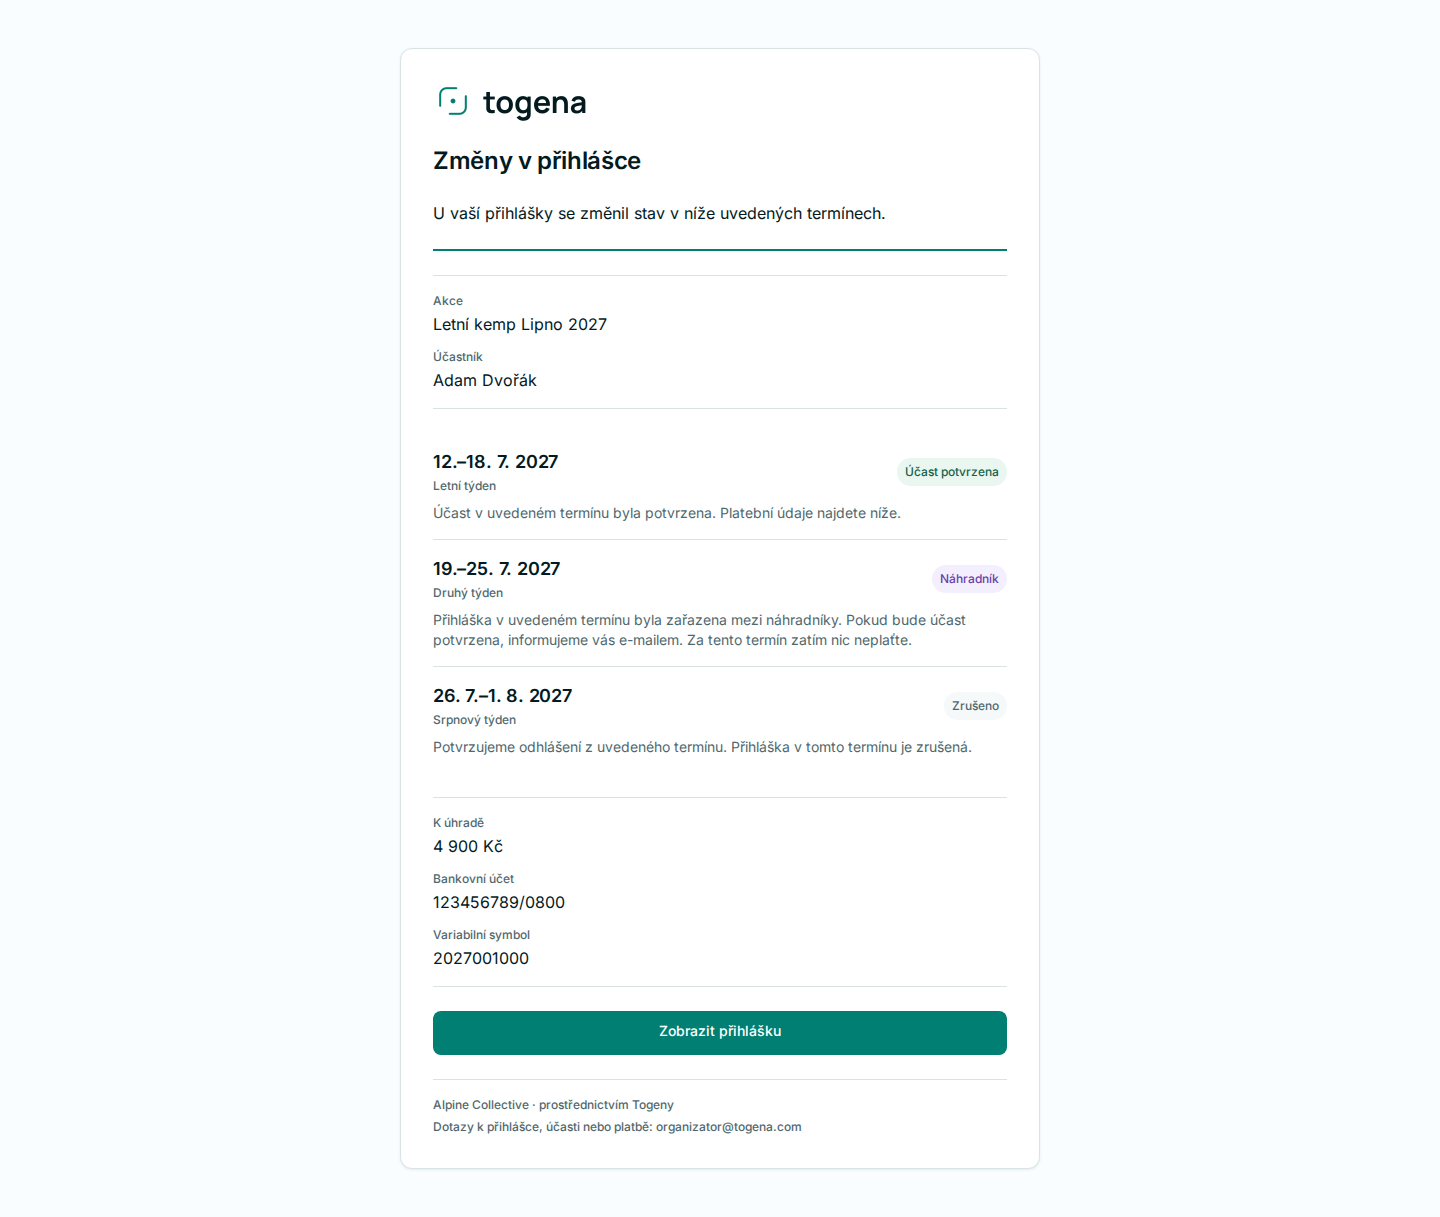 togena
Změny v přihlášce
U vaší přihlášky se změnil stav v níže uvedených termínech.
Akce
Letní kemp Lipno 2027
Účastník
Adam Dvořák
12.–18. 7. 2027
Účast potvrzena
Letní týden
Účast v uvedeném termínu byla potvrzena. Platební údaje najdete níže.
19.–25. 7. 2027
Náhradník
Druhý týden
Přihláška v uvedeném termínu byla zařazena mezi náhradníky. Pokud bude účast
potvrzena, informujeme vás e-mailem. Za tento termín zatím nic neplaťte.
26. 7.–1. 8. 2027
Zrušeno
Srpnový týden
Potvrzujeme odhlášení z uvedeného termínu. Přihláška v tomto termínu je zrušená.
K úhradě
4 900 Kč
Bankovní účet
123456789/0800
Variabilní symbol
2027001000
Zobrazit přihlášku
Alpine Collective · prostřednictvím Togeny
Dotazy k přihlášce, účasti nebo platbě: organizator@togena.com